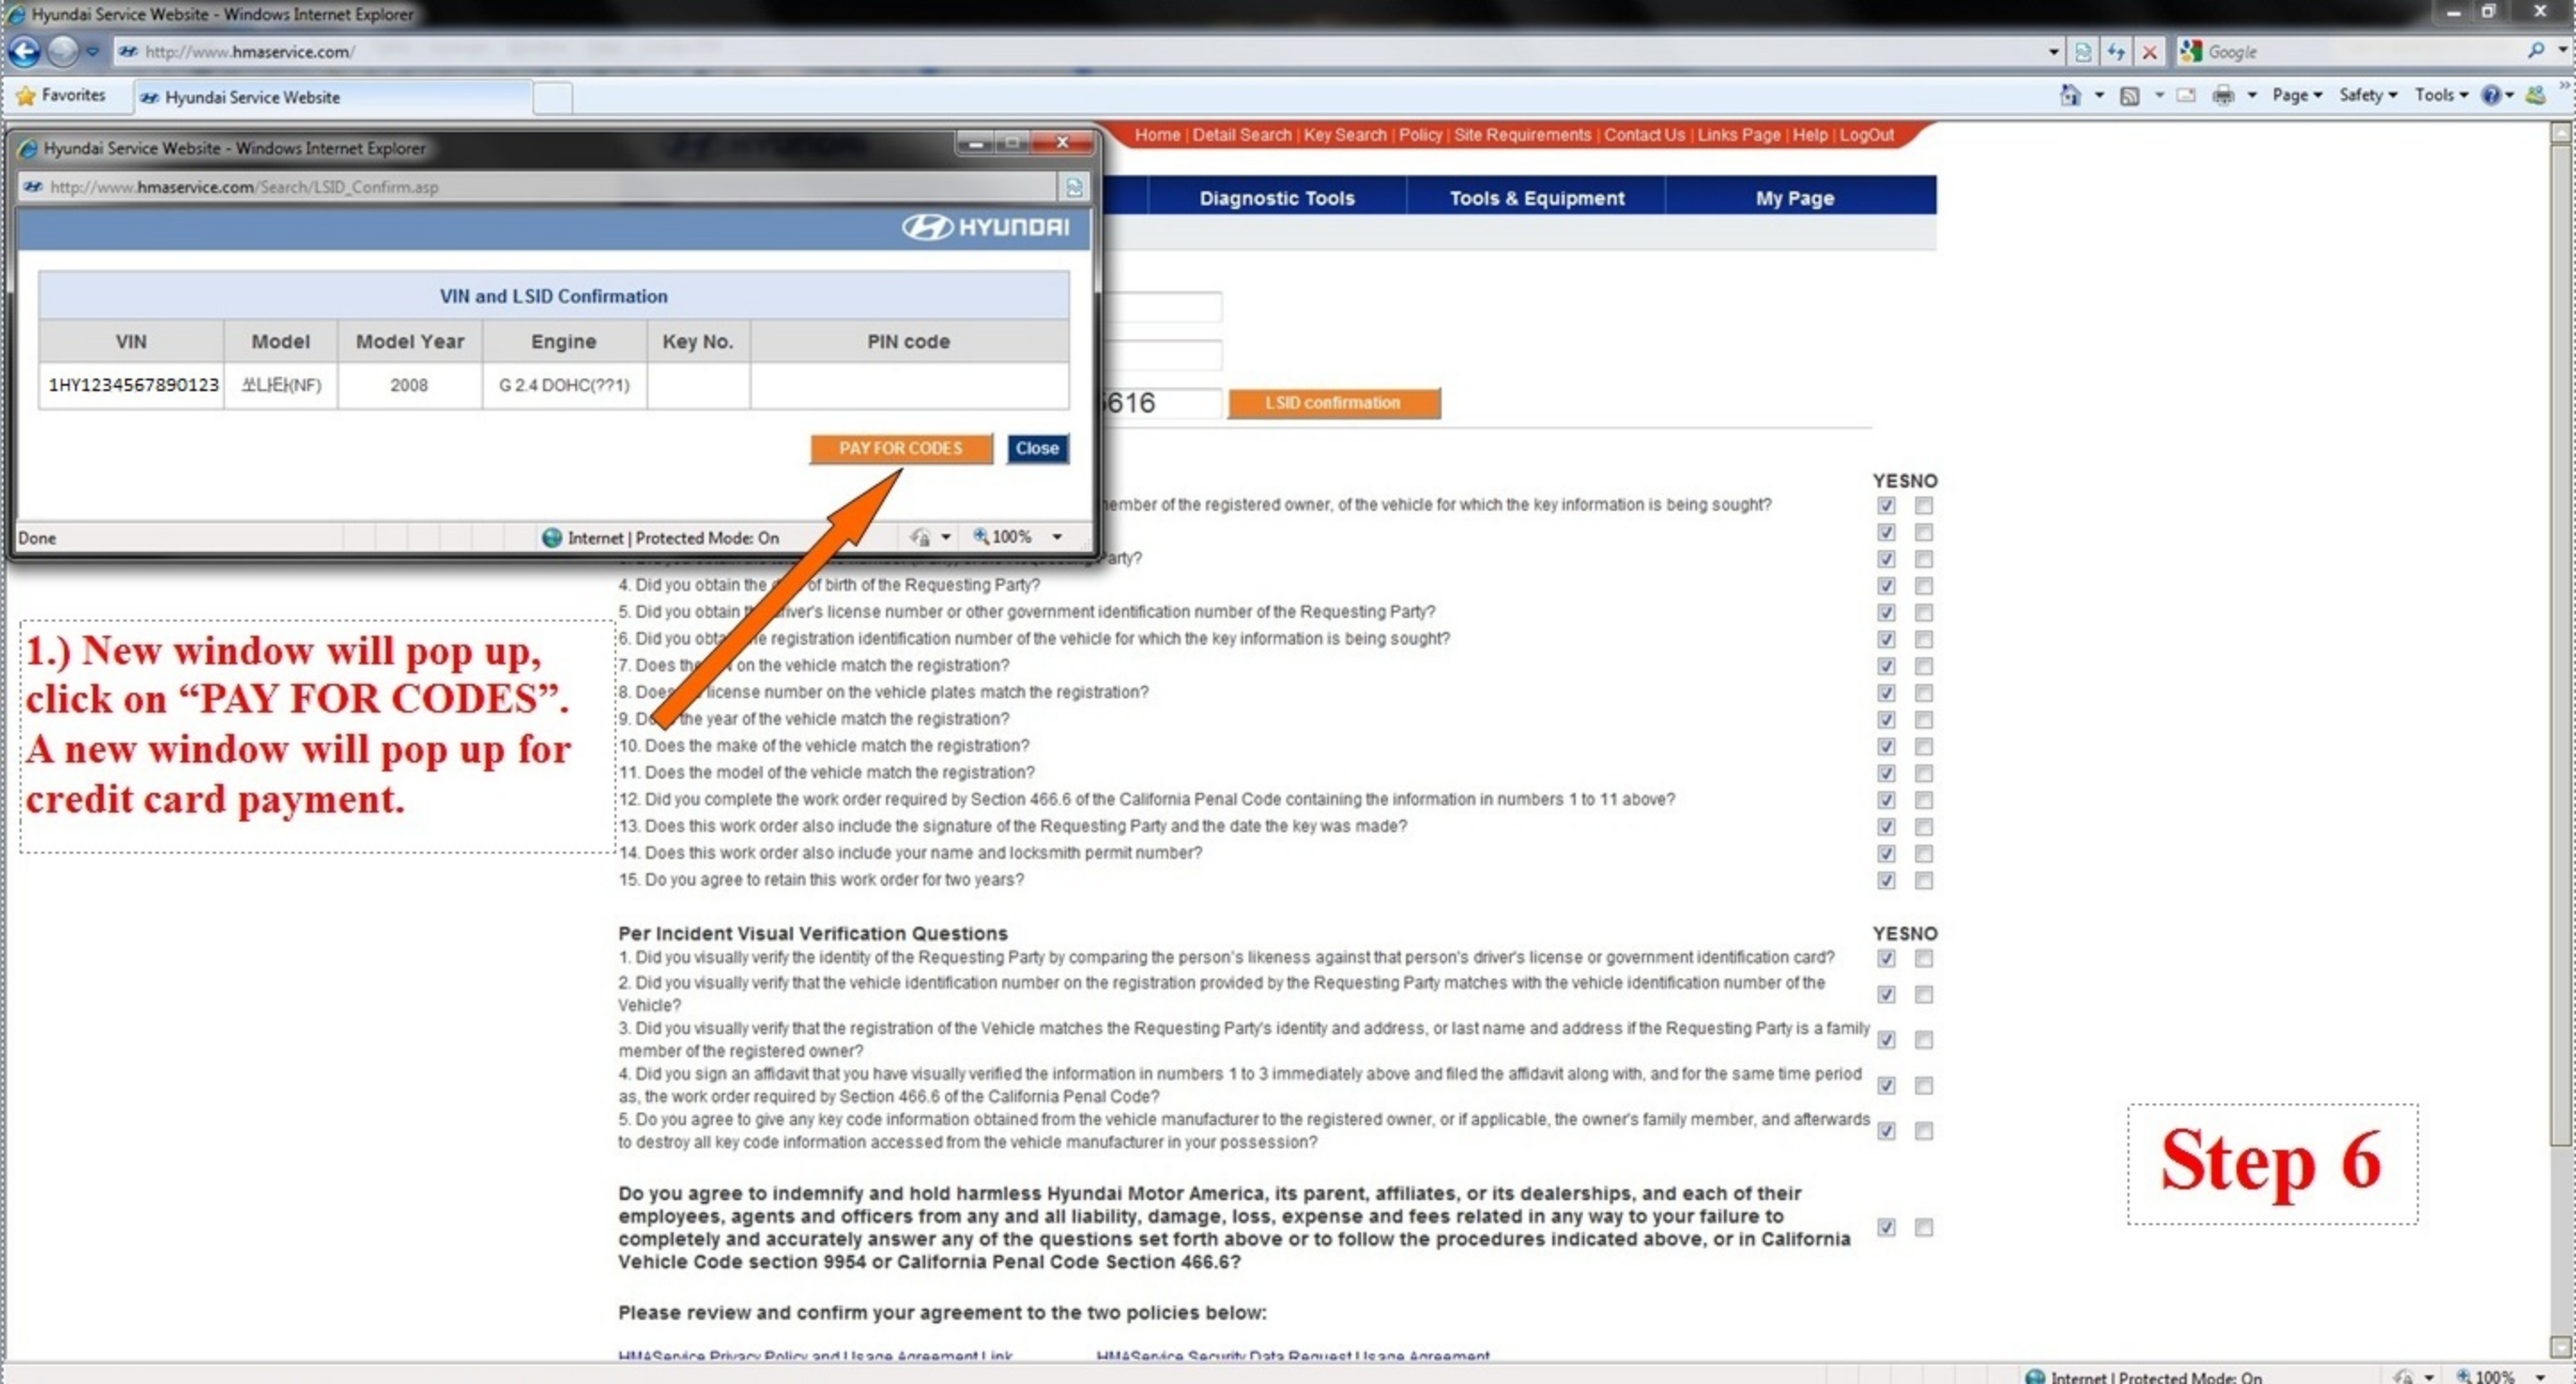 Hyundai Service Website - Windows Internet Explorer
http://www.hmaservice.com/
Google
Favorites
Hyundai Service Website
Page
Safety
Tools
Home | Detail Search | Key Search | Policy | Site Requirements | Contact Us | Links Page | Help | LogOut
Diagnostic Tools
Tools & Equipment
My Page
Hyundai Service Website - Windows Internet Explorer
http://www.hmaservice.com/Search/LSID_Confirm.asp
HYUNDAI
VIN and LSID Confirmation
VIN Model Model Year Engine Key No. PIN code
1HY1234567890123 쏘나타(NF) 2008 G 2.4 DOHC(??1)
PAY FOR CODES
Close
Done
Internet | Protected Mode: On
100%
616
LSID confirmation
YES NO
ember of the registered owner, of the vehicle for which the key information is being sought?
arty?
4. Did you obtain the of birth of the Requesting Party?
5. Did you obtain river's license number or other government identification number of the Requesting Party?
6. Did you obta registration identification number of the vehicle for which the key information is being sought?
7. Does the on the vehicle match the registration?
8. Does license number on the vehicle plates match the registration?
9. Do the year of the vehicle match the registration?
10. Does the make of the vehicle match the registration?
11. Does the model of the vehicle match the registration?
12. Did you complete the work order required by Section 466.6 of the California Penal Code containing the information in numbers 1 to 11 above?
13. Does this work order also include the signature of the Requesting Party and the date the key was made?
14. Does this work order also include your name and locksmith permit number?
15. Do you agree to retain this work order for two years?
1.) New window will pop up,
click on “PAY FOR CODES”.
A new window will pop up for
credit card payment.
Per Incident Visual Verification Questions
YES NO
1. Did you visually verify the identity of the Requesting Party by comparing the person's likeness against that person's driver's license or government identification card?
2. Did you visually verify that the vehicle identification number on the registration provided by the Requesting Party matches with the vehicle identification number of the
Vehicle?
3. Did you visually verify that the registration of the Vehicle matches the Requesting Party's identity and address, or last name and address if the Requesting Party is a family
member of the registered owner?
4. Did you sign an affidavit that you have visually verified the information in numbers 1 to 3 immediately above and filed the affidavit along with, and for the same time period
as, the work order required by Section 466.6 of the California Penal Code?
5. Do you agree to give any key code information obtained from the vehicle manufacturer to the registered owner, or if applicable, the owner's family member, and afterwards
to destroy all key code information accessed from the vehicle manufacturer in your possession?
Step 6
Do you agree to indemnify and hold harmless Hyundai Motor America, its parent, affiliates, or its dealerships, and each of their
employees, agents and officers from any and all liability, damage, loss, expense and fees related in any way to your failure to
completely and accurately answer any of the questions set forth above or to follow the procedures indicated above, or in California
Vehicle Code section 9954 or California Penal Code Section 466.6?
Please review and confirm your agreement to the two policies below:
HMAService Privacy Policy and Usage Agreement Link
HMAService Security Data Request Usage Agreement
Internet | Protected Mode: On
100%